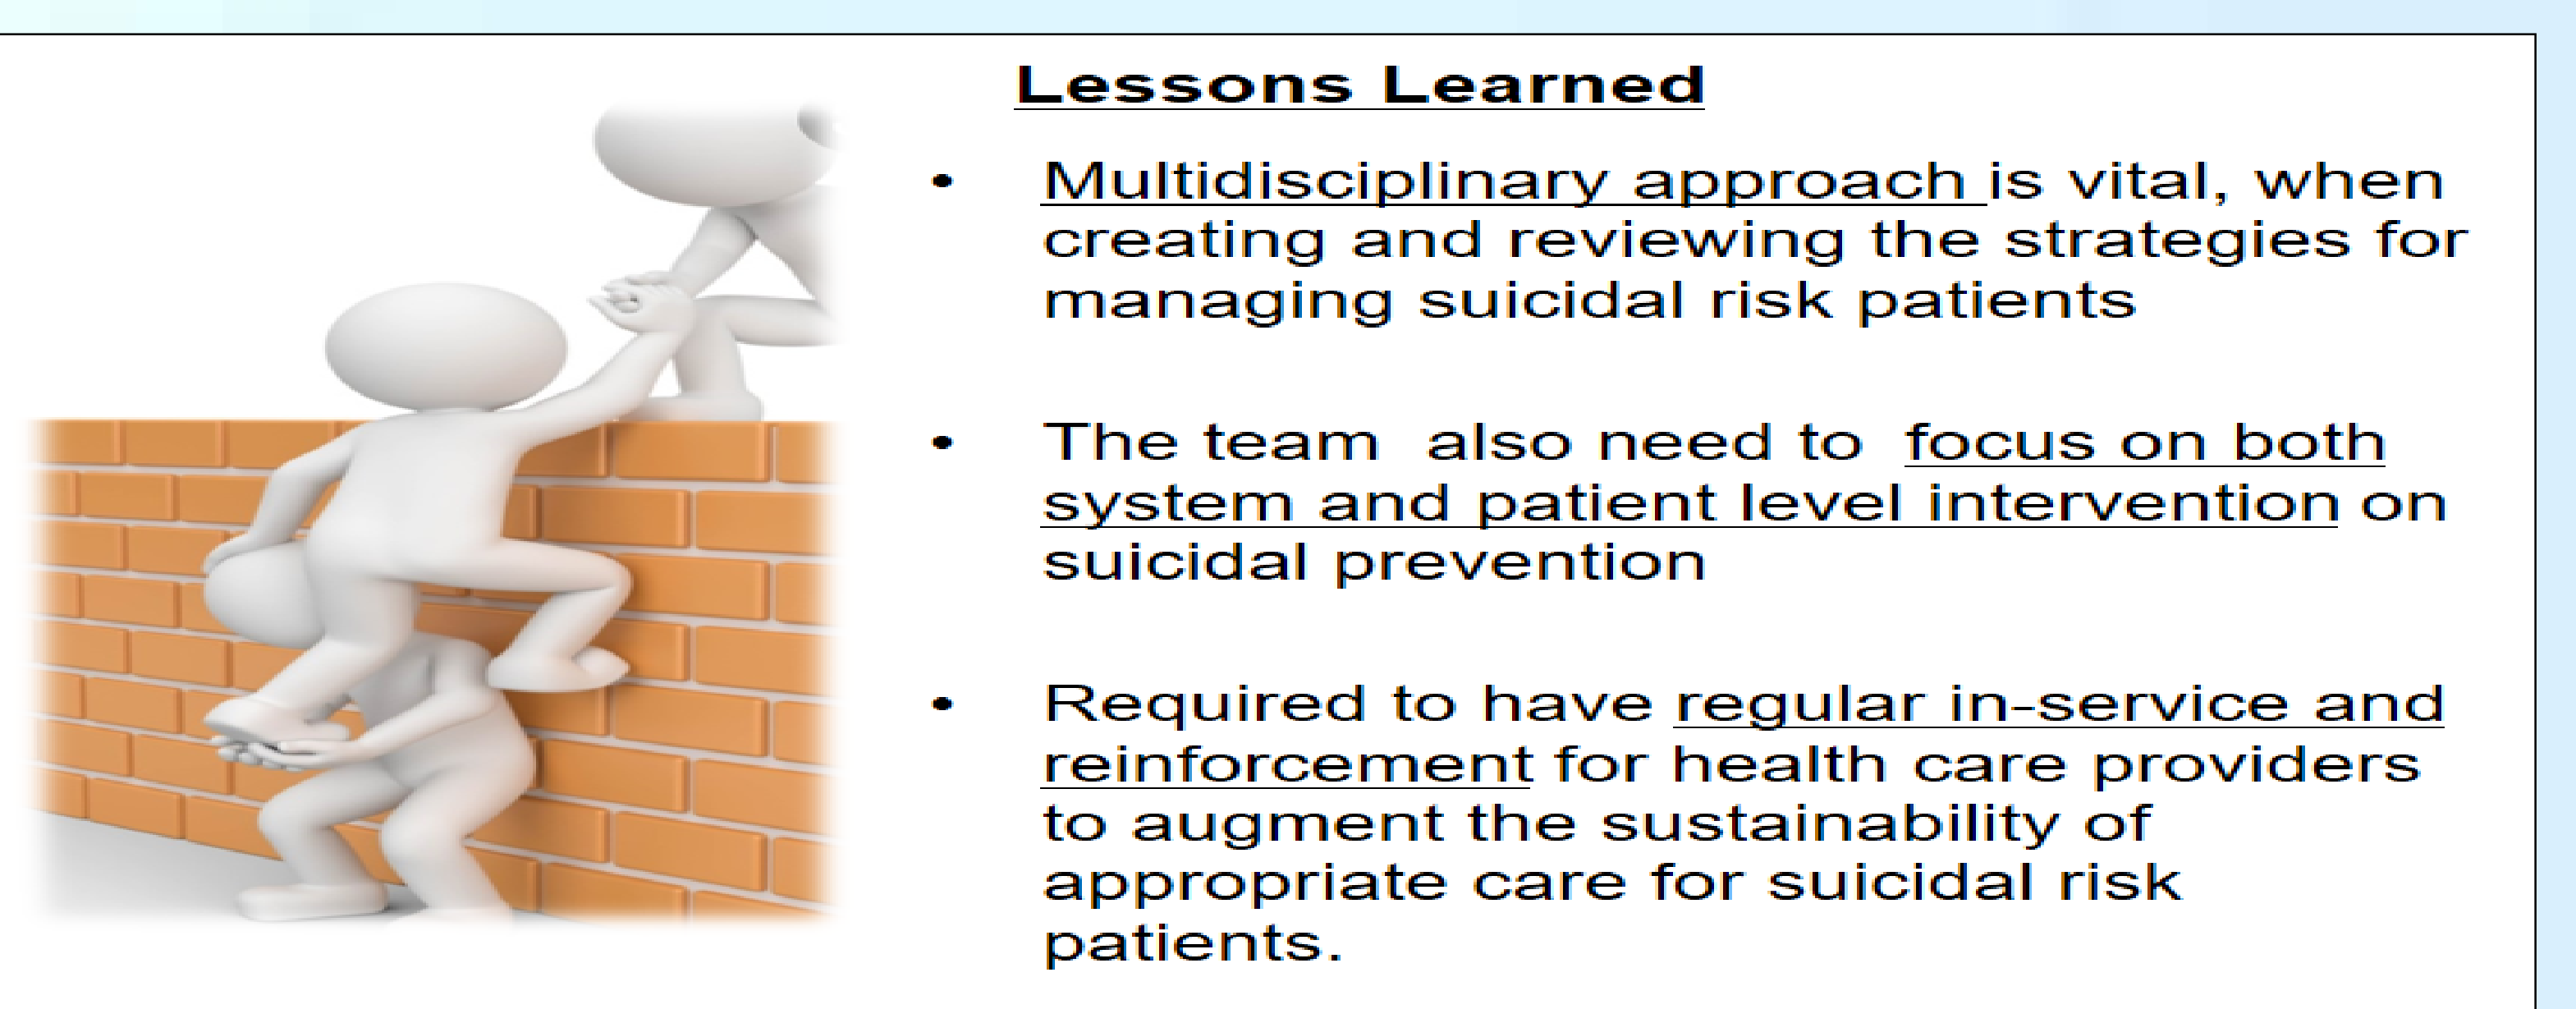 Lessons Learned
• Multidisciplinary approach is vital, when
creating and reviewing the strategies for
managing suicidal risk patients
• The team  also need to  focus on both
system and patient level intervention on
suicidal prevention
• Required to have regular in-service and
reinforcement for health care providers
to augment the sustainability of
appropriate care for suicidal risk
patients.